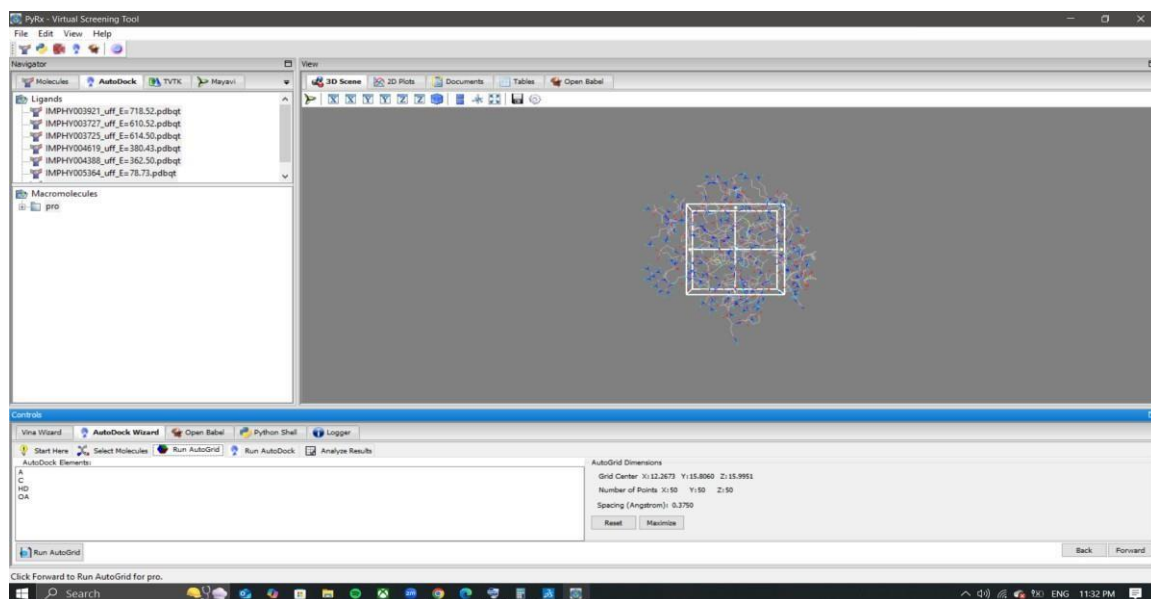 PyRx - Virtual Screening Tool
File Edit View Help
Navigator
View
Molecules AutoDock TVTK Mayavi
3D Scene 2D Plots Documents Tables Open Babel
Ligands
IMPHY003921_uff_E=718.52.pdbqt
IMPHY003727_uff_E=610.52.pdbqt
IMPHY003725_uff_E=614.50.pdbqt
IMPHY004619_uff_E=380.43.pdbqt
IMPHY004388_uff_E=362.50.pdbqt
IMPHY005364_uff_E=78.73.pdbqt
Macromolecules
pro
X X Y Y Z Z
Controls
Vina Wizard AutoDock Wizard Open Babel Python Shell Logger
Start Here Select Molecules Run AutoGrid Run AutoDock Analyze Results
AutoDock Elements:
A
C
HD
OA
AutoGrid Dimensions
Grid Center X:12.2673 Y:15.8060 Z:15.9951
Number of Points X:50 Y:50 Z:50
Spacing (Angstrom): 0.3750
Reset Maximize
Run AutoGrid
Back Forward
Click Forward to Run AutoGrid for pro.
Search
ENG 11:32 PM